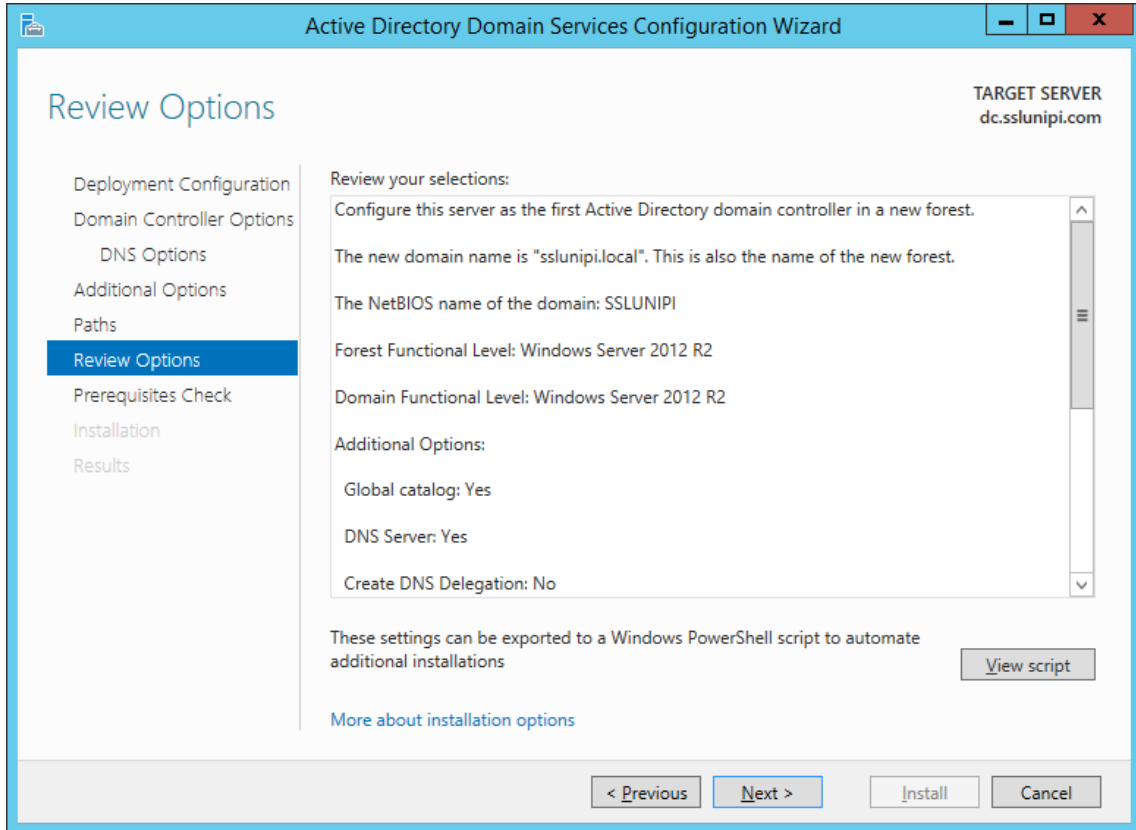 Active Directory Domain Services Configuration Wizard
Review Options
TARGET SERVER
dc.sslunipi.com
Deployment Configuration
Domain Controller Options
DNS Options
Additional Options
Paths
Review Options
Prerequisites Check
Installation
Results
Review your selections:
Configure this server as the first Active Directory domain controller in a new forest.
The new domain name is "sslunipi.local". This is also the name of the new forest.
The NetBIOS name of the domain: SSLUNIPI
Forest Functional Level: Windows Server 2012 R2
Domain Functional Level: Windows Server 2012 R2
Additional Options:
Global catalog: Yes
DNS Server: Yes
Create DNS Delegation: No
These settings can be exported to a Windows PowerShell script to automate
additional installations
View script
More about installation options
< Previous
Next >
Install
Cancel